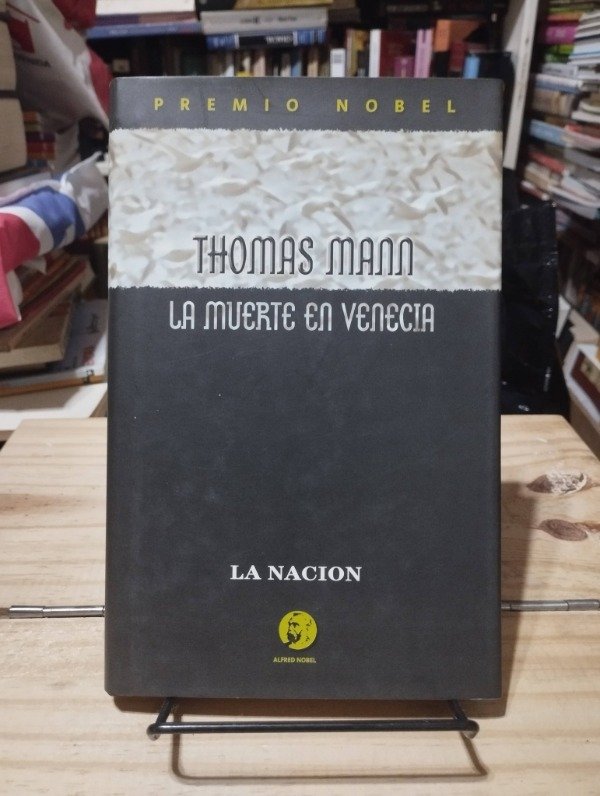 PREMIO NOBEL
THOMAS MANN
LA MUERTE EN VENECIA
LA NACION
ALFRED NOBEL